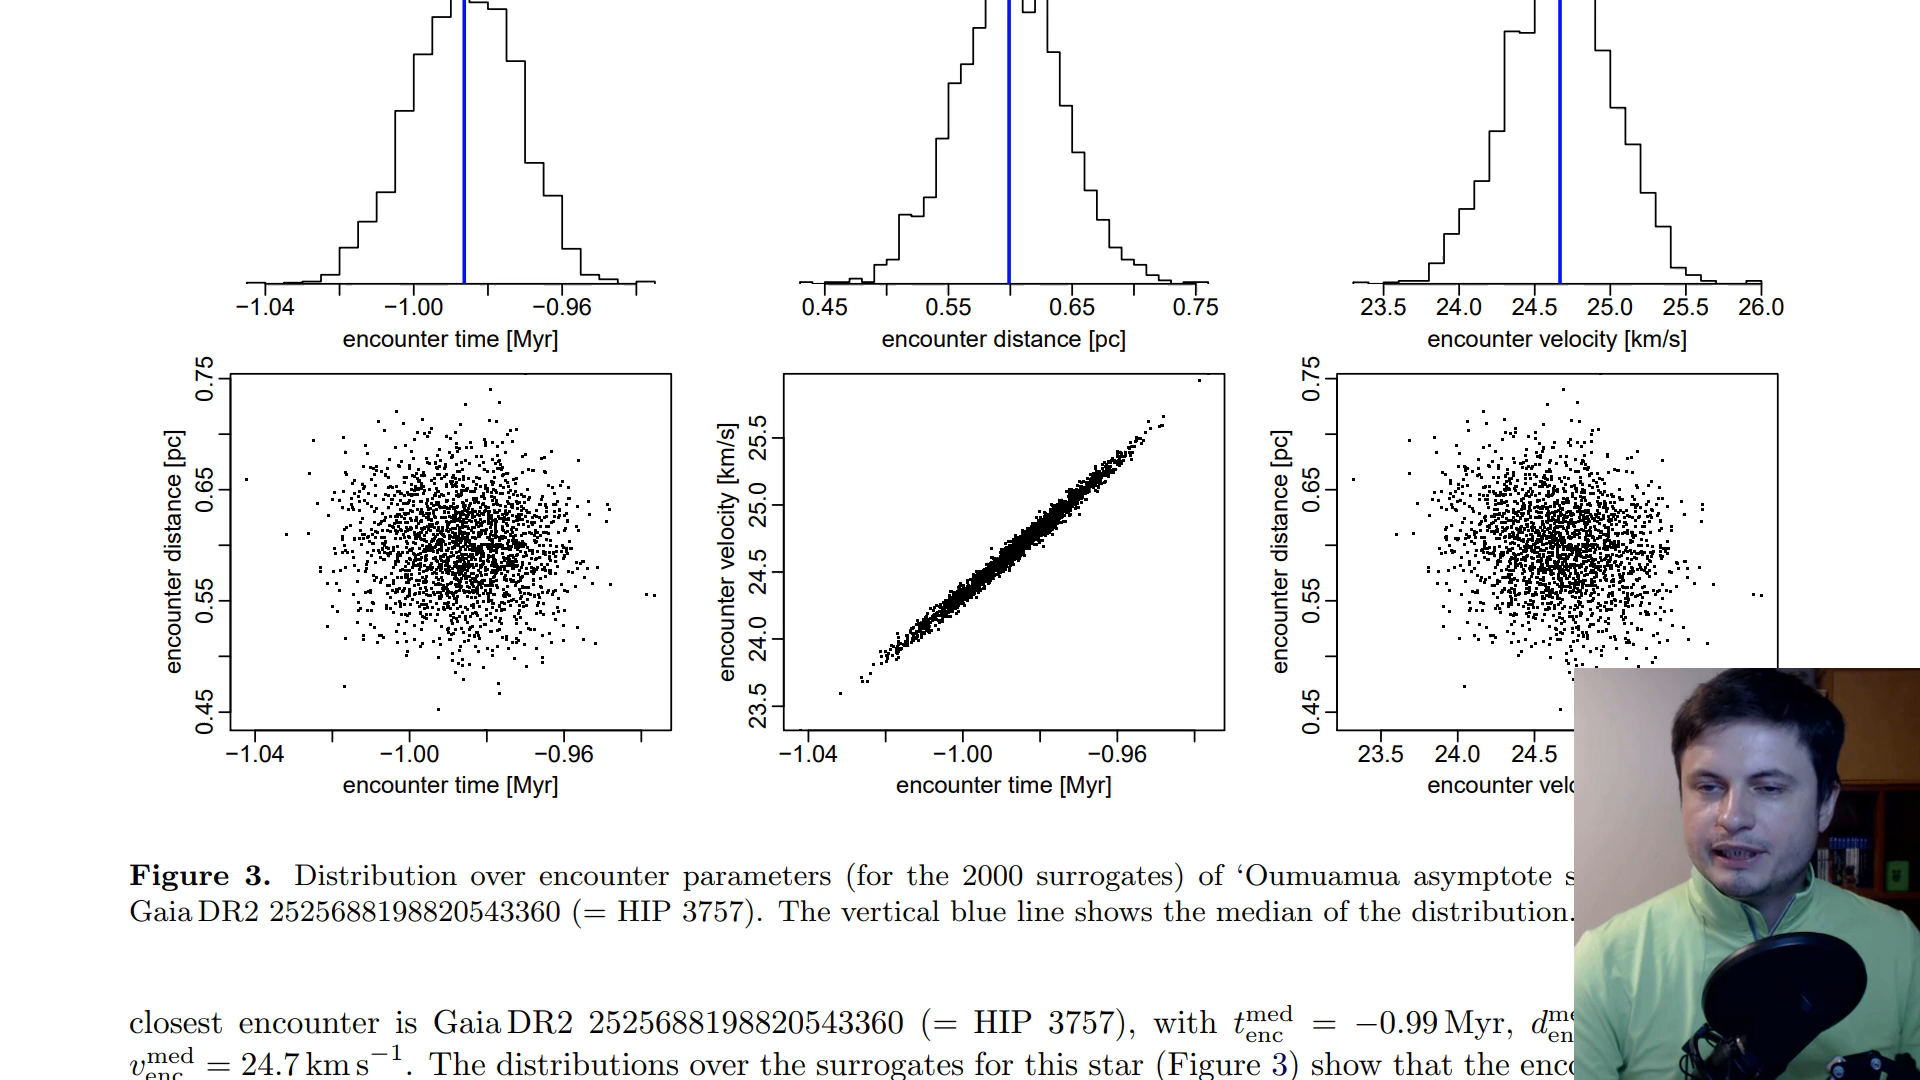 −1.04 −1.00 −0.96
encounter time [Myr]
0.45 0.55 0.65 0.75
encounter distance [pc]
23.5 24.0 24.5 25.0 25.5 26.0
encounter velocity [km/s]
0.45 0.55 0.65 0.75
encounter distance [pc]
−1.04 −1.00 −0.96
encounter time [Myr]
23.5 24.0 24.5 25.0 25.5
encounter velocity [km/s]
−1.04 −1.00 −0.96
encounter time [Myr]
0.45 0.55 0.65 0.75
encounter distance [pc]
23.5 24.0 24.5
encounter velo
Figure 3. Distribution over encounter parameters (for the 2000 surrogates) of ‘Oumuamua asymptote s
Gaia DR2 2525688198820543360 (= HIP 3757). The vertical blue line shows the median of the distribution.
closest encounter is Gaia DR2 2525688198820543360 (= HIP 3757), with t_enc^med = −0.99 Myr, d
v_enc^med = 24.7 km s^−1. The distributions over the surrogates for this star (Figure 3) show that the enc